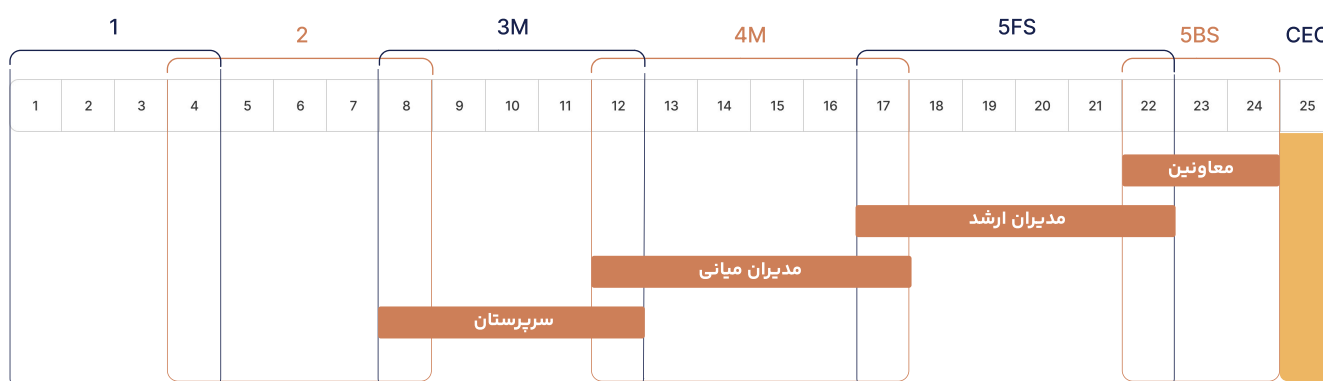 1 2 3M 4M 5FS 5BS CEO
1 2 3 4 5 6 7 8 9 10 11 12 13 14 15 16 17 18 19 20 21 22 23 24 25
معاونین
مدیران ارشد
مدیران میانی
سرپرستان